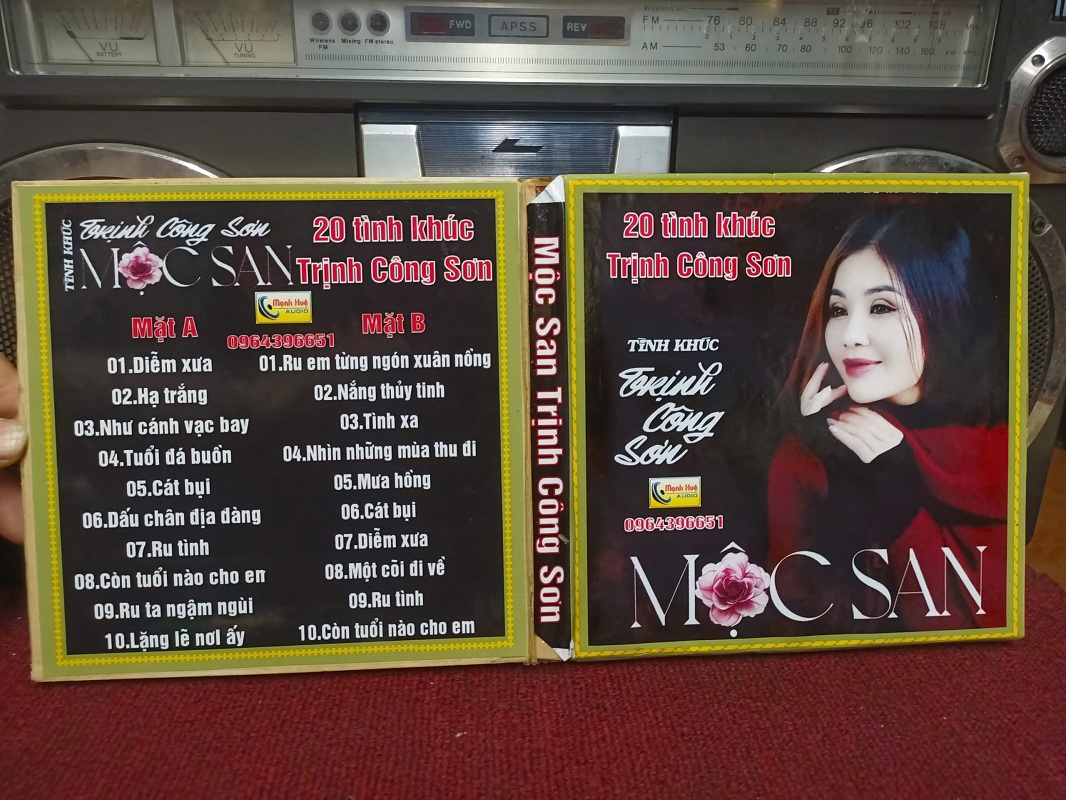 VU
BATTERY
VU
TUNING
Wireless FM
Mixing
FM stereo
FWD
APSS
REV
FM 76 80 84 88 92 96 102 108
AM 53 60 70 80 100 120 140 160
TÌNH KHÚC
Trịnh Công Sơn
MỘC SAN
20 tình khúc
Trịnh Công Sơn
Mạnh Huệ
AUDIO
0964396651
Mặt A
01.Diễm xưa
02.Hạ trắng
03.Như cánh vạc bay
04.Tuổi đá buồn
05.Cát bụi
06.Dấu chân địa đàng
07.Ru tình
08.Còn tuổi nào cho em
09.Ru ta ngậm ngùi
10.Lặng lẽ nơi ấy
Mặt B
01.Ru em từng ngón xuân nồng
02.Nắng thủy tinh
03.Tình xa
04.Nhìn những mùa thu đi
05.Mưa hồng
06.Cát bụi
07.Diễm xưa
08.Một cõi đi về
09.Ru tình
10.Còn tuổi nào cho em
Mộc San Trịnh Công Sơn
20 tình khúc
Trịnh Công Sơn
TÌNH KHÚC
Trịnh
Công
Sơn
Mạnh Huệ
AUDIO
0964396651
MỘC SAN